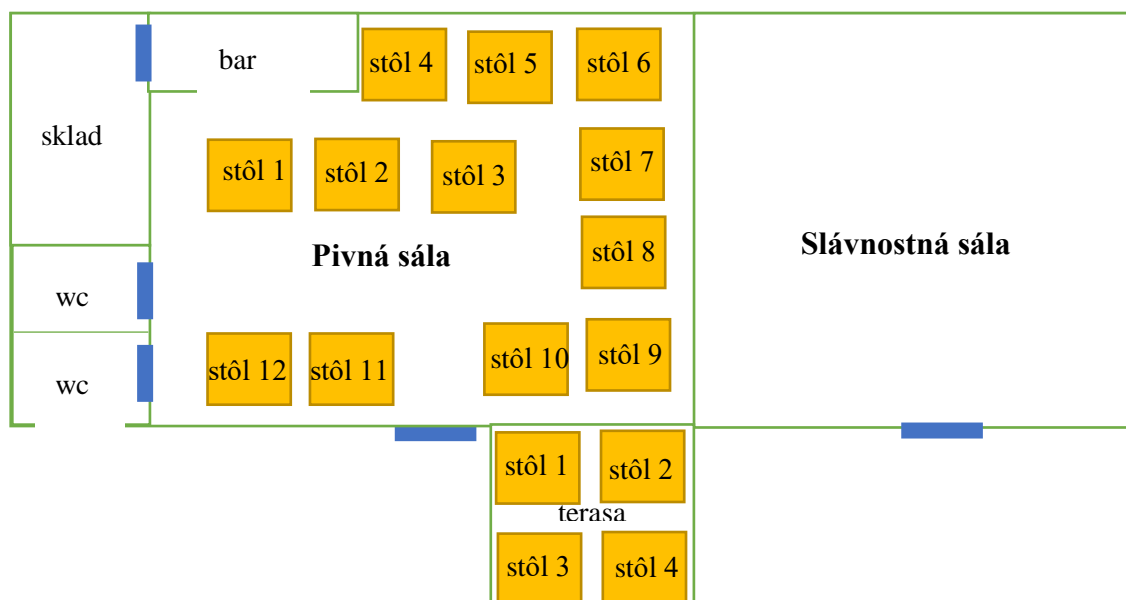 bar
stôl 4
stôl 5
stôl 6
sklad
stôl 1
stôl 2
stôl 3
stôl 7
Pivná sála
stôl 8
Slávnostná sála
wc
stôl 12
stôl 11
stôl 10
stôl 9
wc
stôl 1
stôl 2
terasa
stôl 3
stôl 4